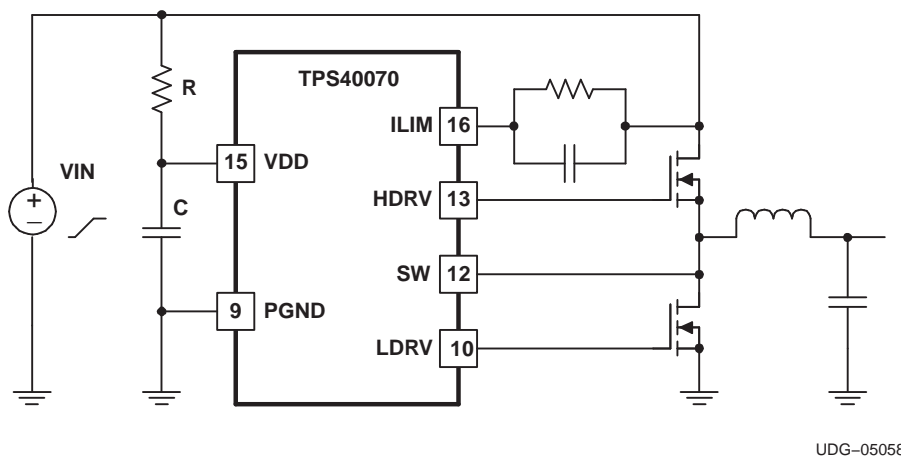 TPS40070
R
ILIM 16
15 VDD
VIN
HDRV 13
C
+
−
SW 12
9 PGND
LDRV 10
UDG−05058